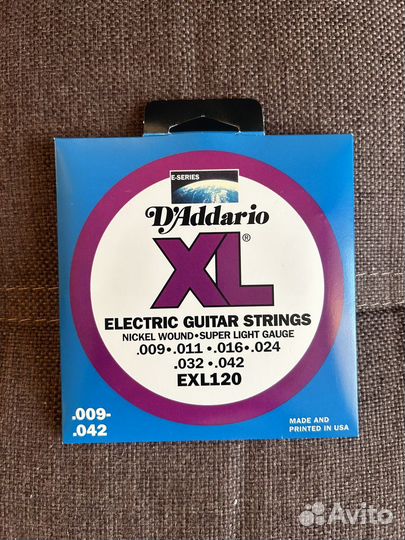 E-SERIES
D'Addario
XL®
ELECTRIC GUITAR STRINGS
NICKEL WOUND•SUPER LIGHT GAUGE
.009•.011 •.016•.024
.032 •.042
EXL120
.009-
.042
MADE AND
PRINTED IN USA
Avito